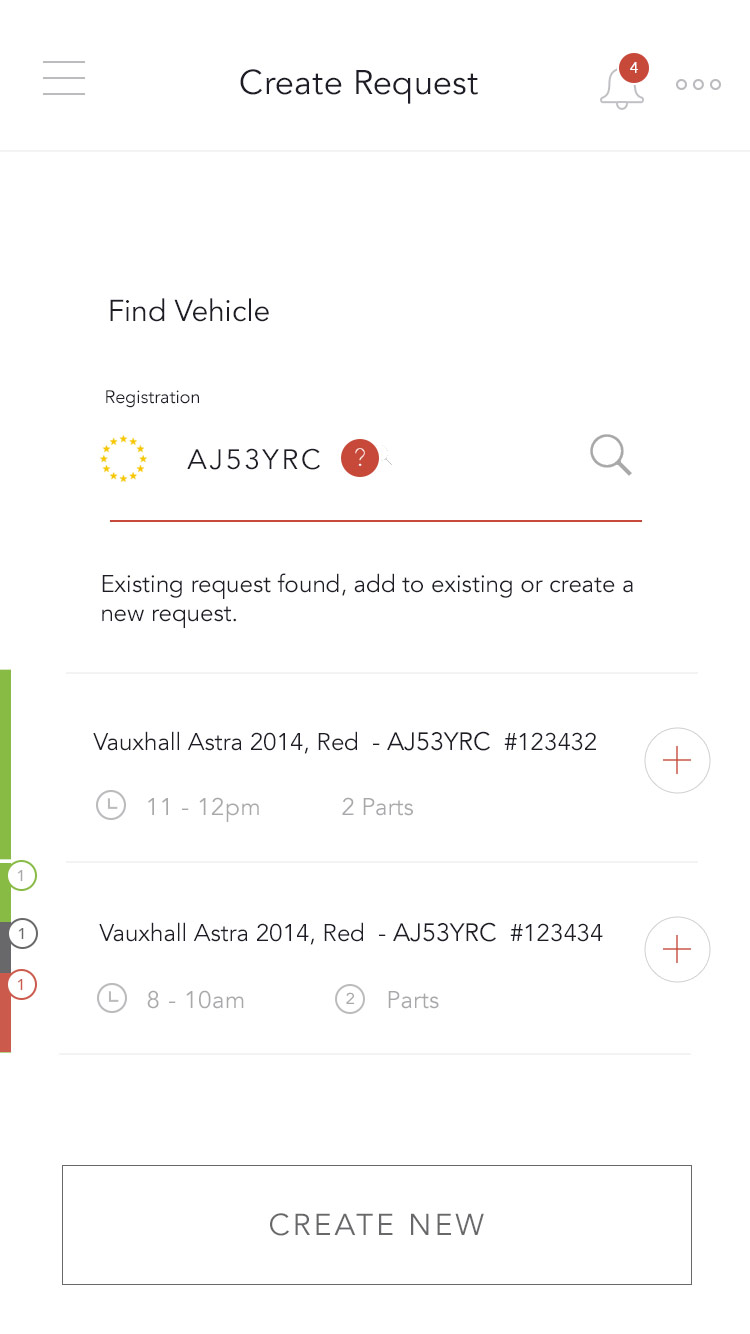 Create Request
4
Find Vehicle
Registration
AJ53YRC ?
Existing request found, add to existing or create a
new request.
Vauxhall Astra 2014, Red - AJ53YRC #123432
11 - 12pm 2 Parts
1
1
Vauxhall Astra 2014, Red - AJ53YRC #123434
1
8 - 10am 2 Parts
CREATE NEW